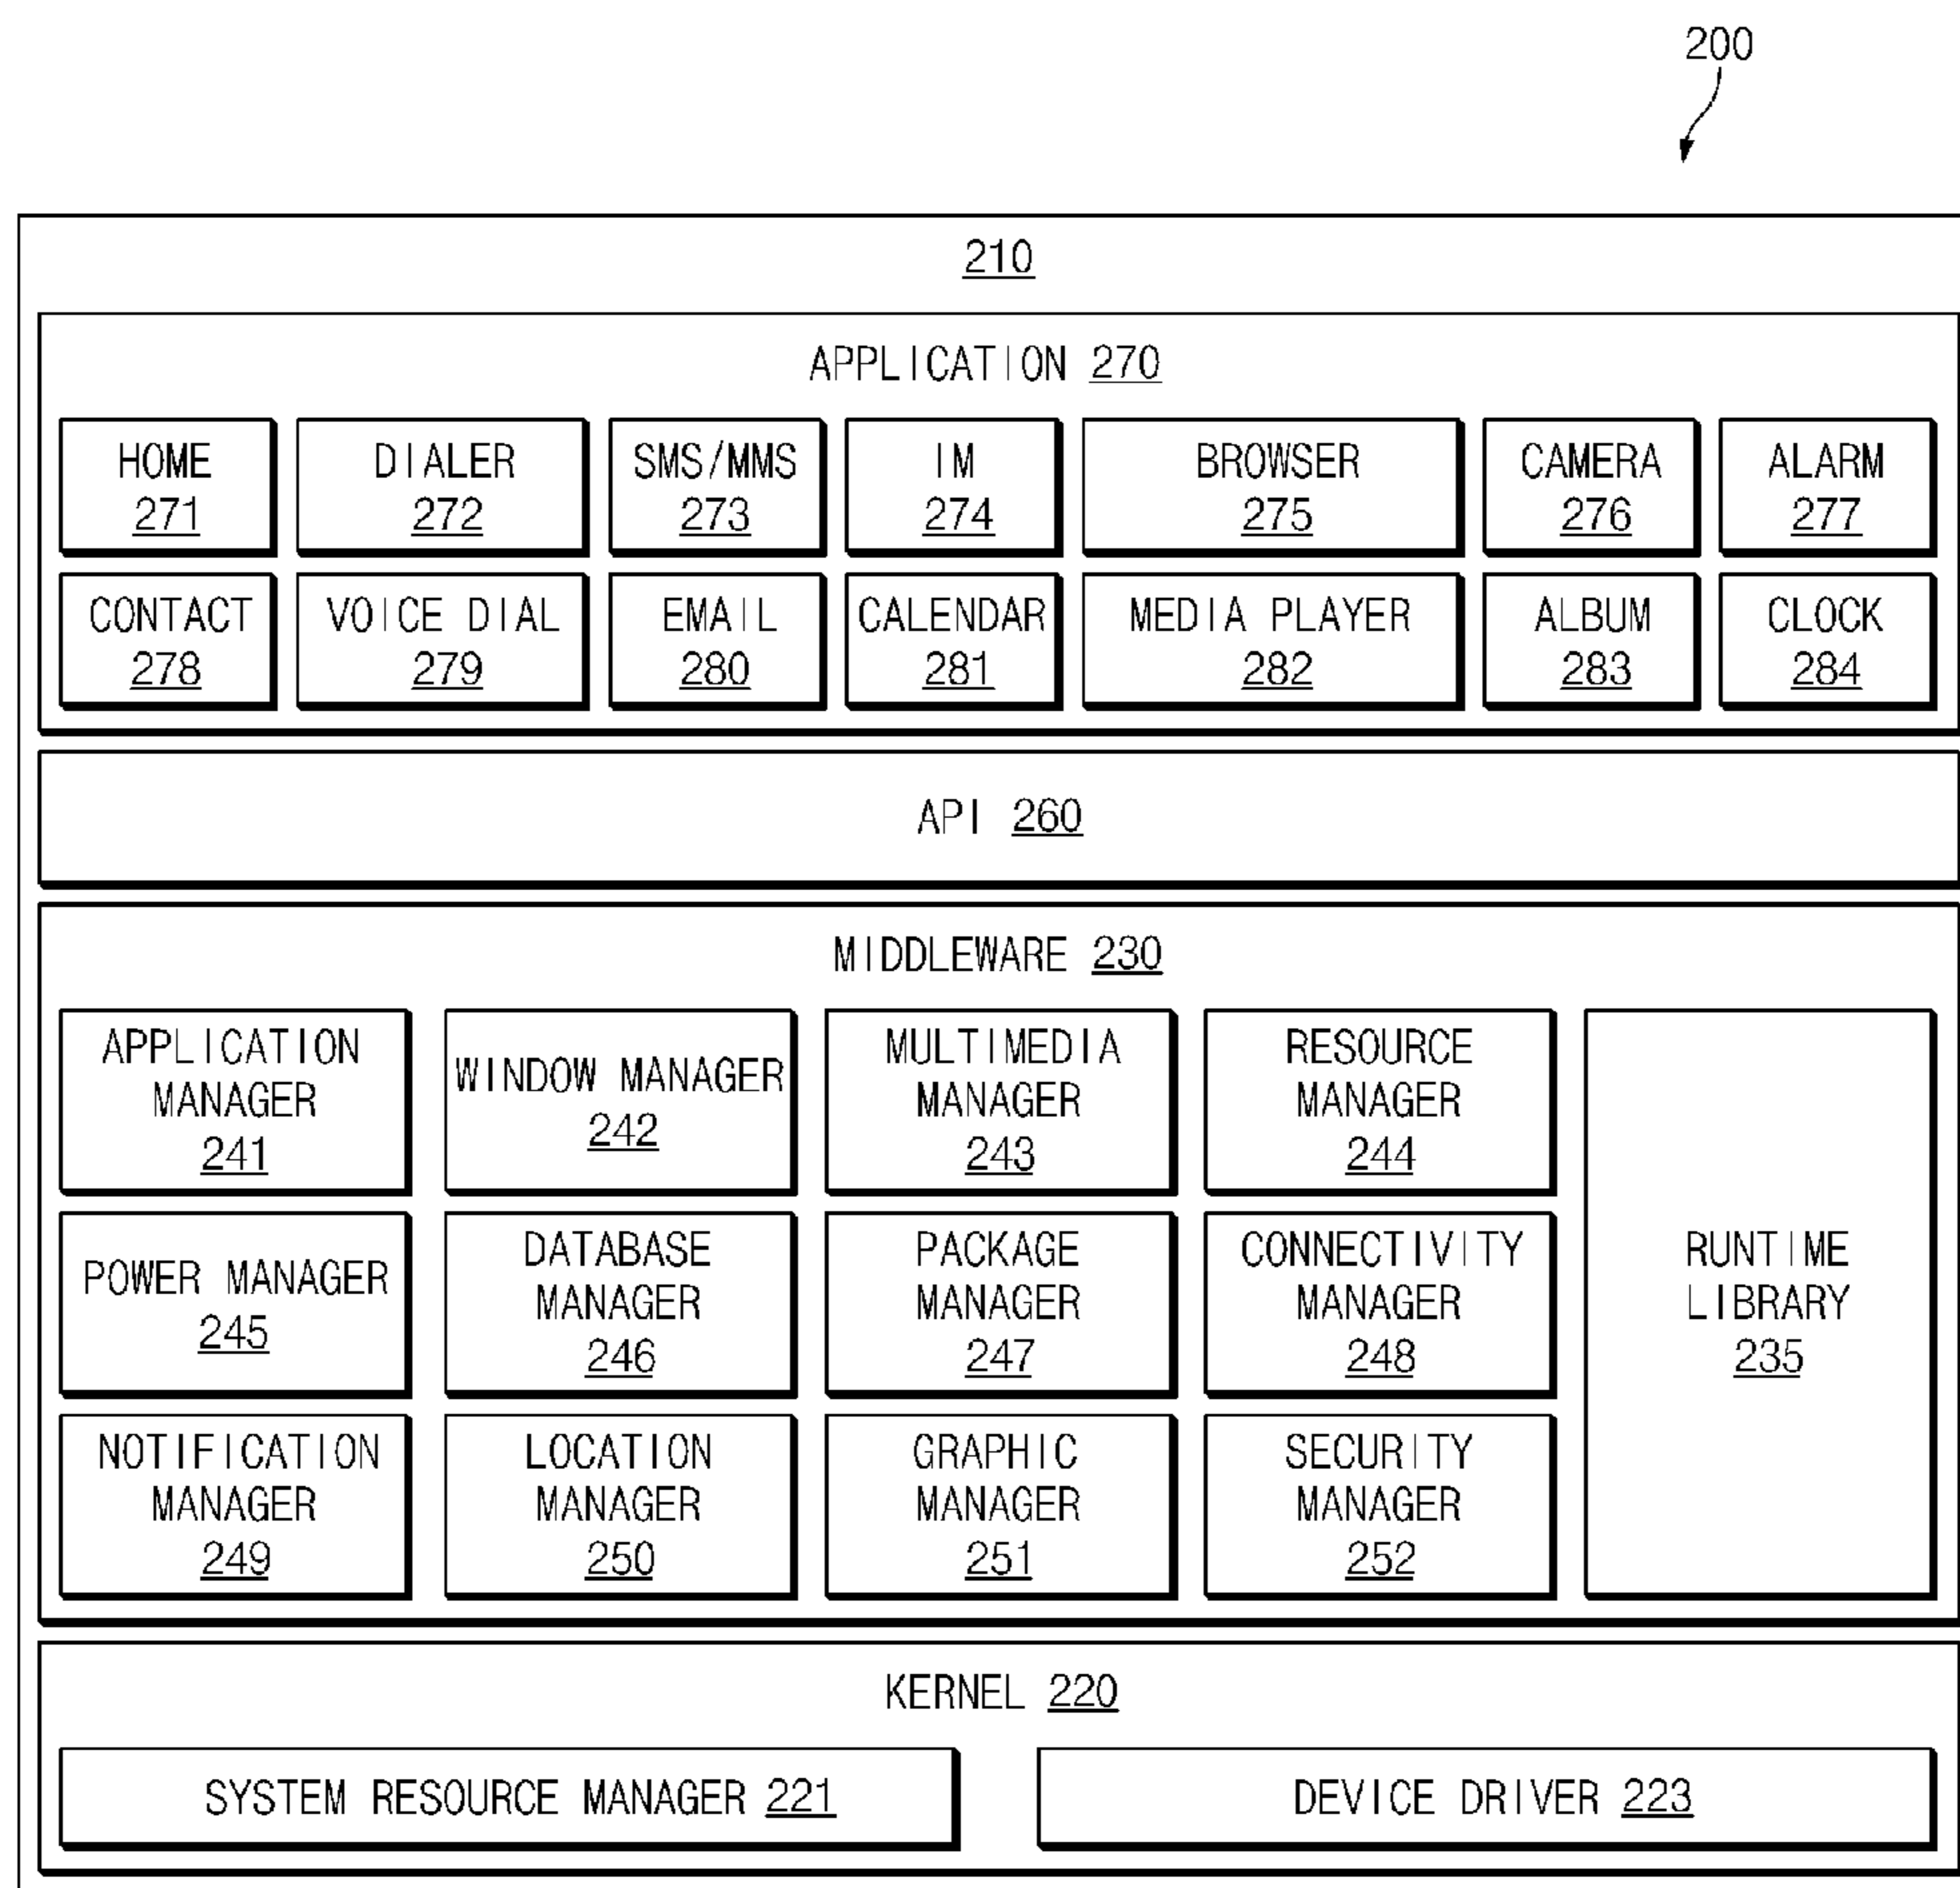 200
210
APPLICATION 270
HOME
271
DIALER
272
SMS/MMS
273
IM
274
BROWSER
275
CAMERA
276
ALARM
277
CONTACT
278
VOICE DIAL
279
EMAIL
280
CALENDAR
281
MEDIA PLAYER
282
ALBUM
283
CLOCK
284
API 260
MIDDLEWARE 230
APPLICATION
MANAGER
241
WINDOW MANAGER
242
MULTIMEDIA
MANAGER
243
RESOURCE
MANAGER
244
POWER MANAGER
245
DATABASE
MANAGER
246
PACKAGE
MANAGER
247
CONNECTIVITY
MANAGER
248
RUNTIME
LIBRARY
235
NOTIFICATION
MANAGER
249
LOCATION
MANAGER
250
GRAPHIC
MANAGER
251
SECURITY
MANAGER
252
KERNEL 220
SYSTEM RESOURCE MANAGER 221
DEVICE DRIVER 223